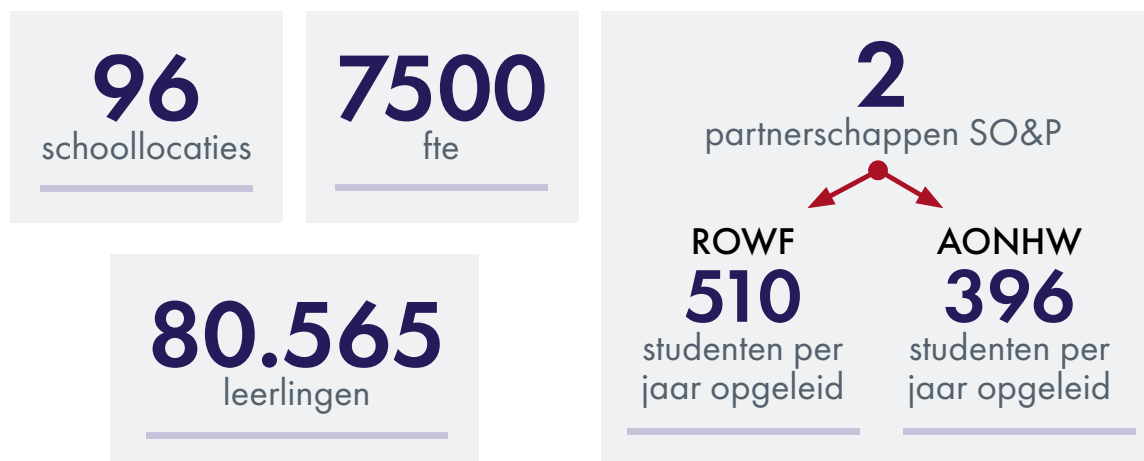 96
schoollocaties
7500
fte
80.565
leerlingen
2
partnerschappen SO&P
ROWF
510
studenten per
jaar opgeleid
AONHW
396
studenten per
jaar opgeleid